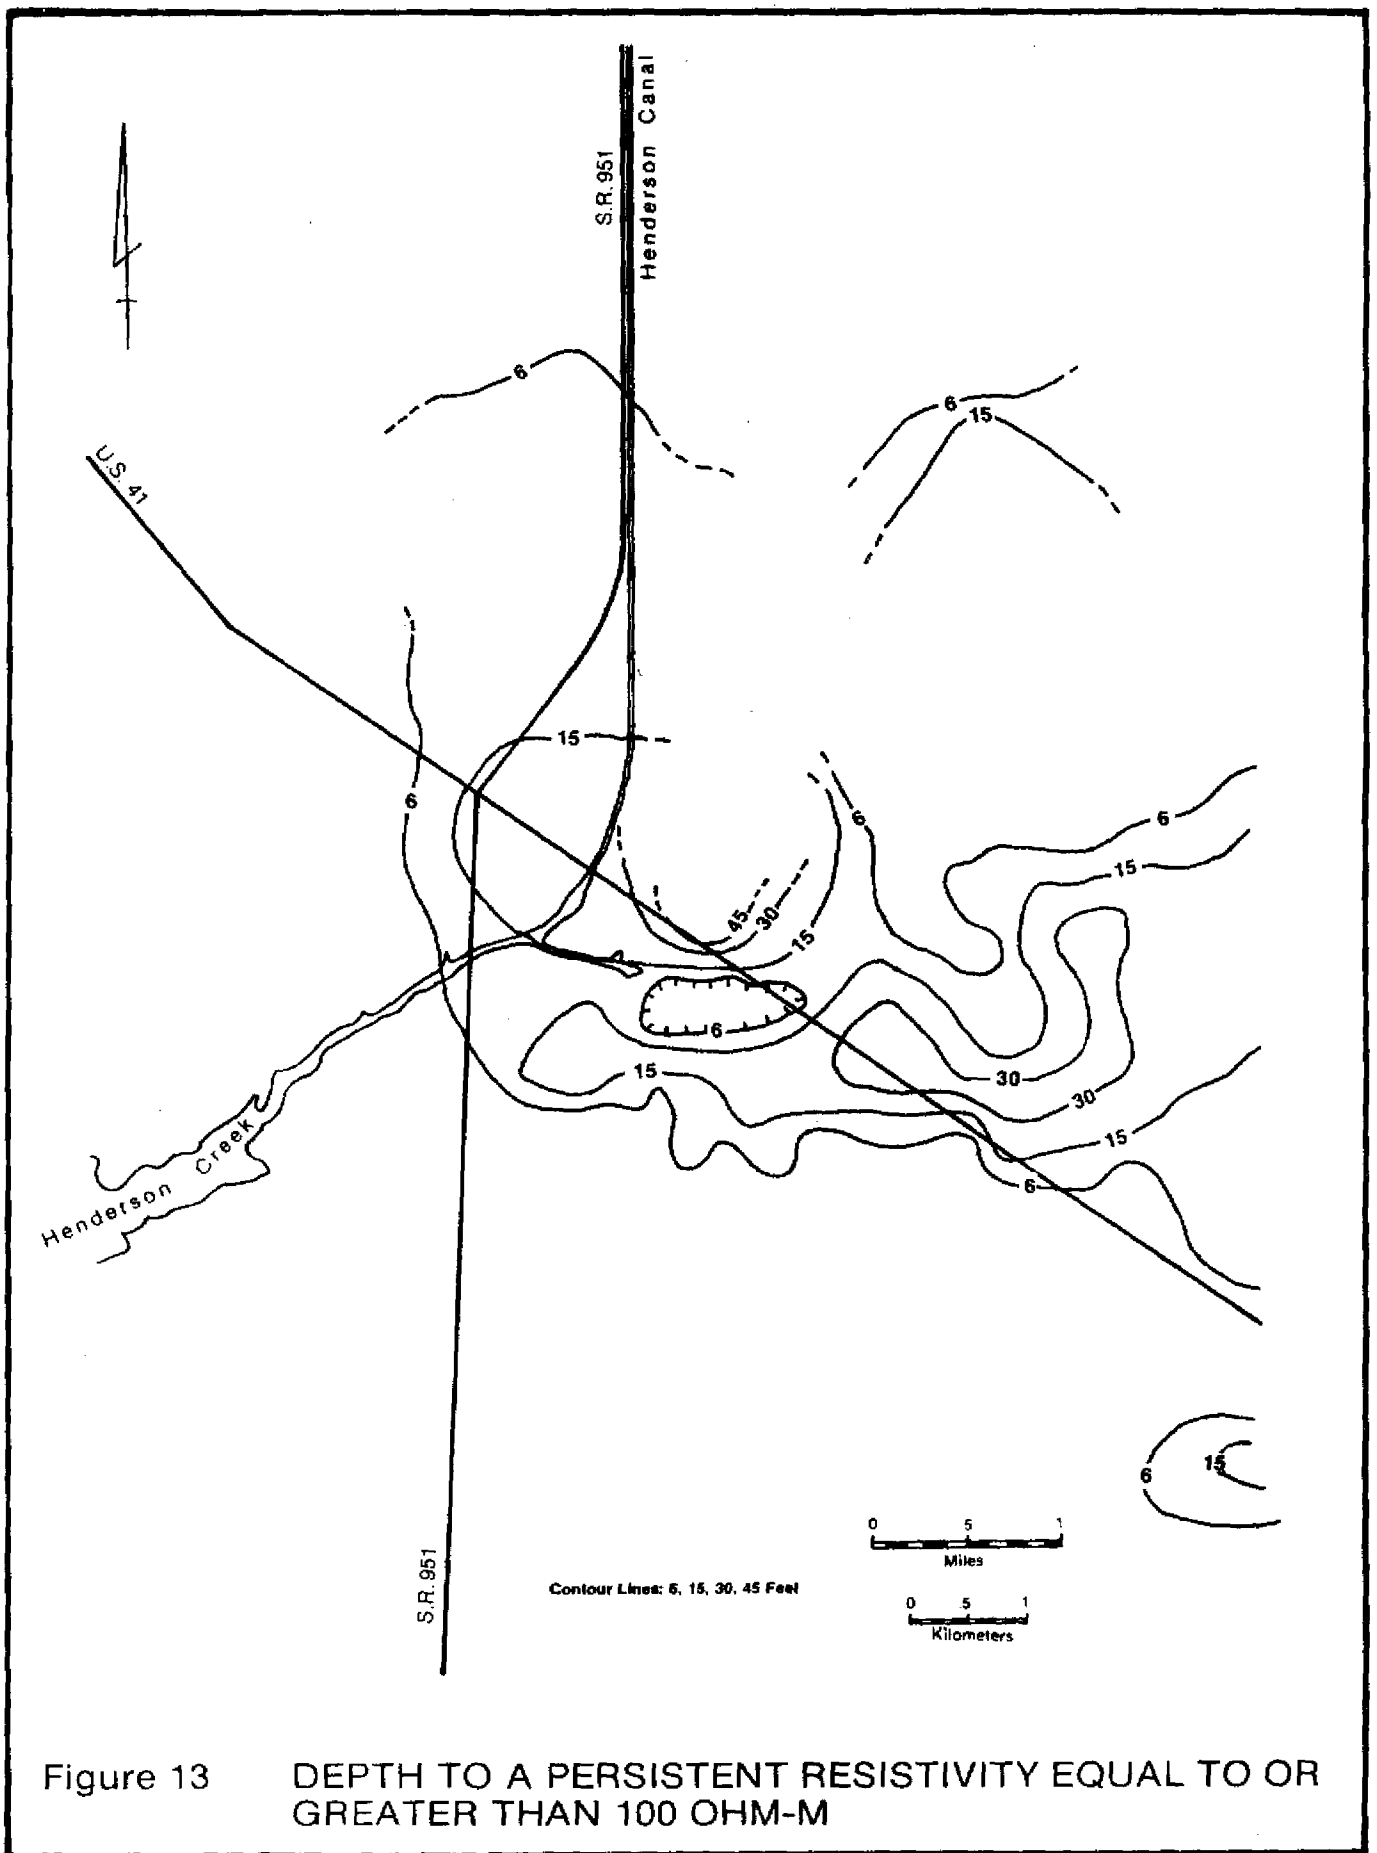 Henderson Canal
S.R. 951
6
6
15
U.S. 41
15
6
6
6
15
45
30
15
6
15
30
30
15
6
Henderson Creek
6
15
S.R. 951
0 .5 1
Miles
Contour Lines: 6, 15, 30, 45 Feet
0 .5 1
Kilometers
Figure 13 DEPTH TO A PERSISTENT RESISTIVITY EQUAL TO OR
GREATER THAN 100 OHM-M